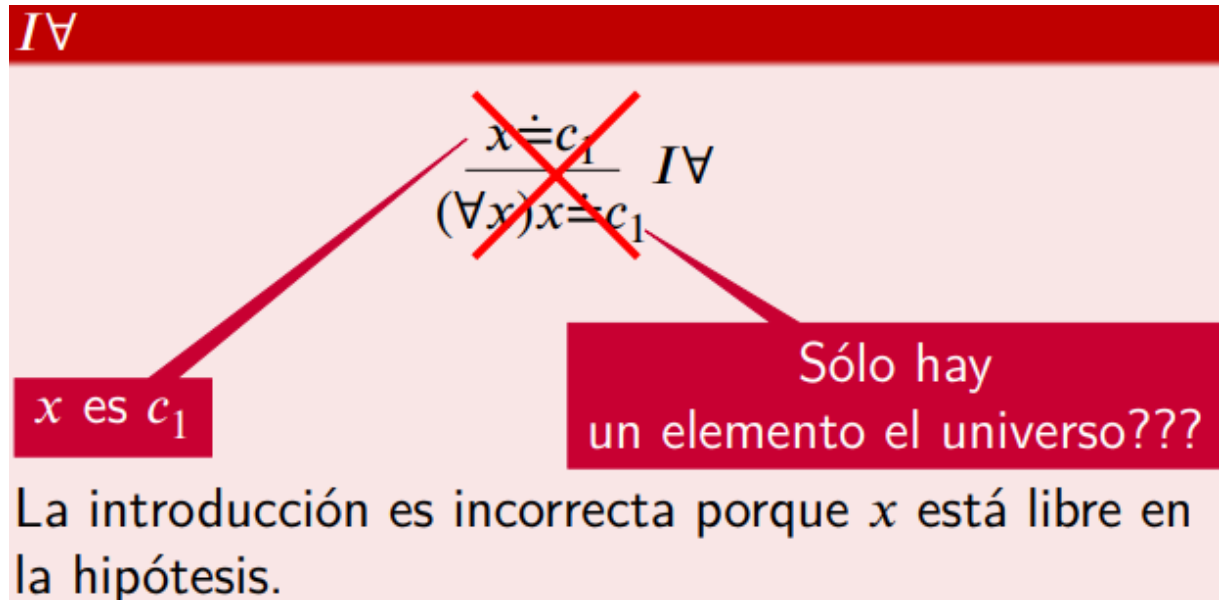 I∀
x≐c₁
I∀
(∀x)x≐c₁
x es c₁
Sólo hay
un elemento el universo???
La introducción es incorrecta porque x está libre en
la hipótesis.